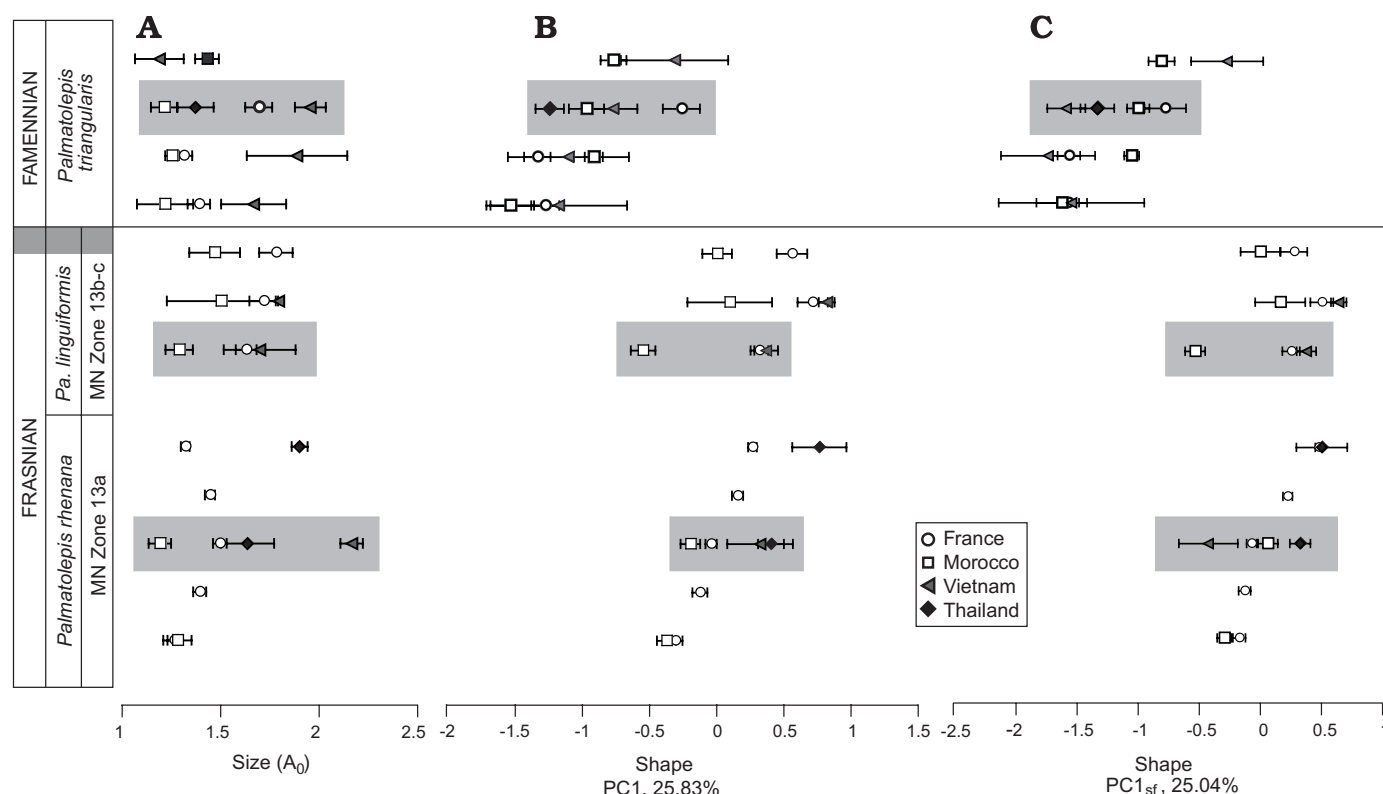 A
B
C
FAMENNIAN
Palmatolepis
triangularis
FRASNIAN
Pa. linguiformis
MN Zone 13b-c
Palmatolepis rhenana
MN Zone 13a
France
Morocco
Vietnam
Thailand
1 1.5 2 2.5
Size (A0)
-2 -1.5 -1 -0.5 0 0.5 1 1.5
Shape
PC1, 25.83%
-2.5 -2 -1.5 -1 -0.5 0 0.5 1
Shape
PC1sf , 25.04%